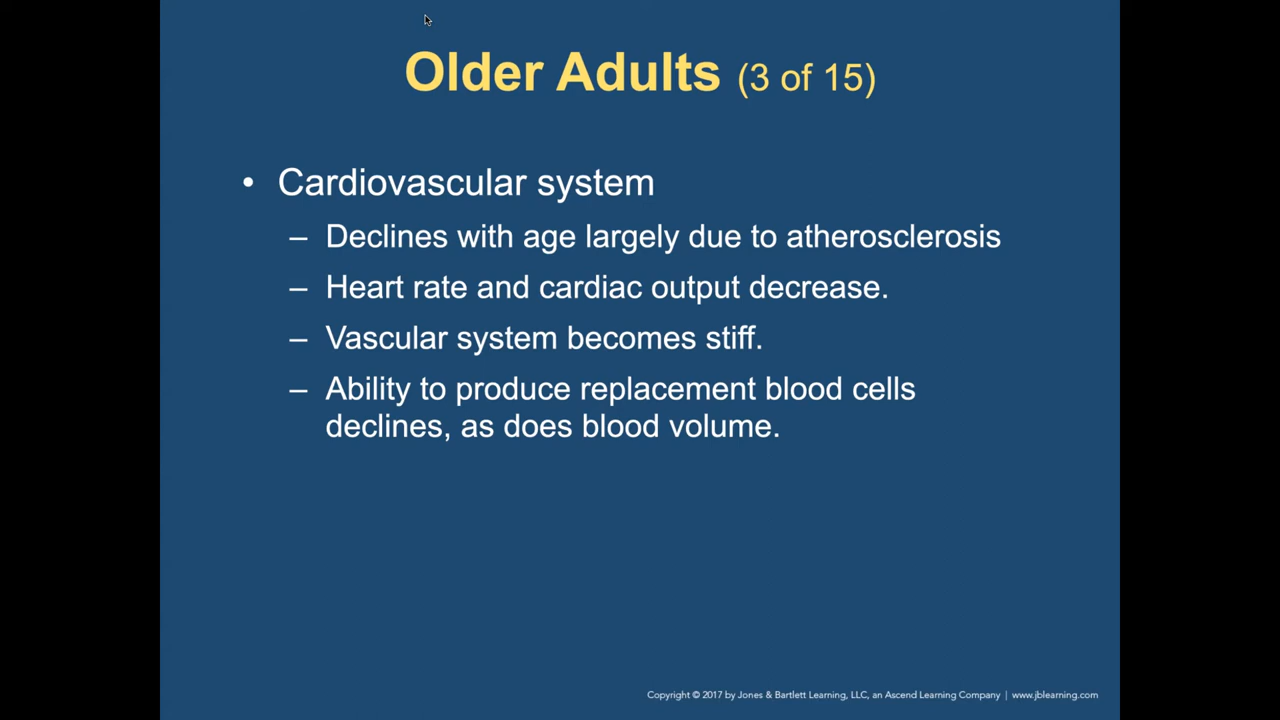 Older Adults (3 of 15)
• Cardiovascular system
– Declines with age largely due to atherosclerosis
– Heart rate and cardiac output decrease.
– Vascular system becomes stiff.
– Ability to produce replacement blood cells
declines, as does blood volume.
Copyright © 2017 by Jones & Bartlett Learning, LLC, an Ascend Learning Company | www.jblearning.com